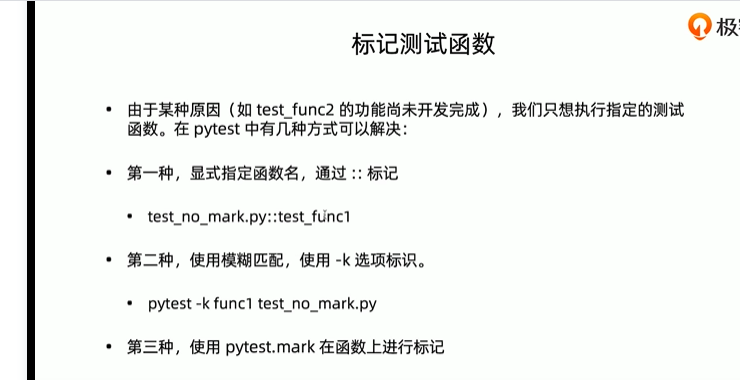 标记测试函数
极客
由于某种原因（如 test_func2 的功能尚未开发完成），我们只想执行指定的测试
函数。在 pytest 中有几种方式可以解决：
第一种，显式指定函数名，通过 :: 标记
test_no_mark.py::test_func1
第二种，使用模糊匹配，使用 -k 选项标识。
pytest -k func1 test_no_mark.py
第三种，使用 pytest.mark 在函数上进行标记